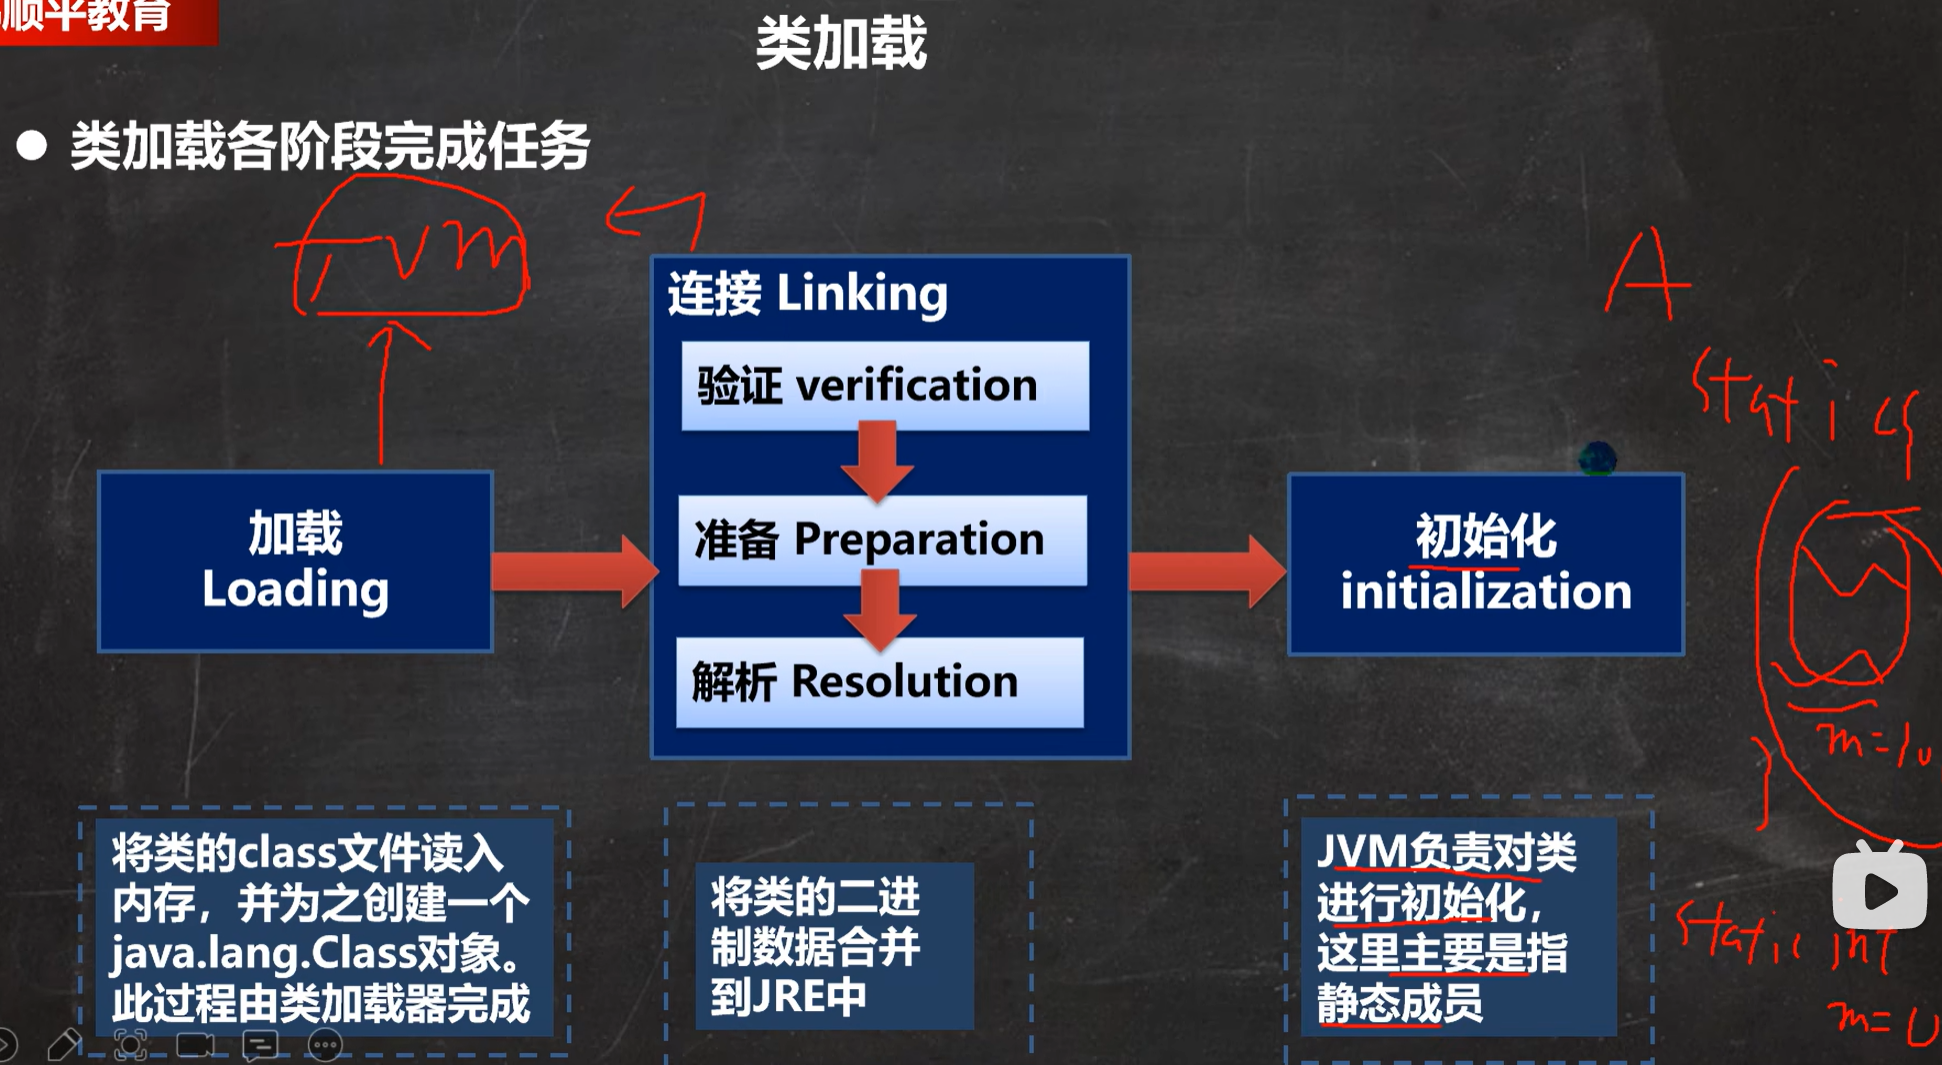 顺平教育
类加载
● 类加载各阶段完成任务
JVM
连接 Linking
验证 verification
准备 Preparation
解析 Resolution
加载
Loading
初始化
initialization
A
static {
m=10
}
static int
m=0
将类的class文件读入
内存，并为之创建一个
java.lang.Class对象。
此过程由类加载器完成
将类的二进
制数据合并
到JRE中
JVM负责对类
进行初始化，
这里主要是指
静态成员